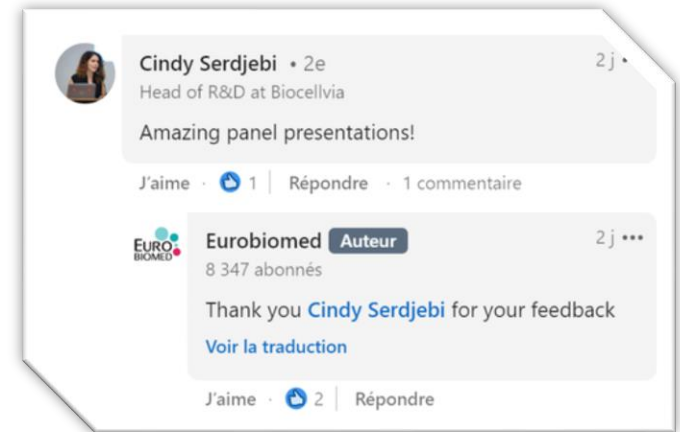 Cindy Serdjebi • 2e
2 j •
Head of R&D at Biocellvia
Amazing panel presentations!
J'aime · 1 | Répondre · 1 commentaire
EURO
BIOMED
Eurobiomed Auteur
2 j •••
8 347 abonnés
Thank you Cindy Serdjebi for your feedback
Voir la traduction
J'aime · 2 | Répondre